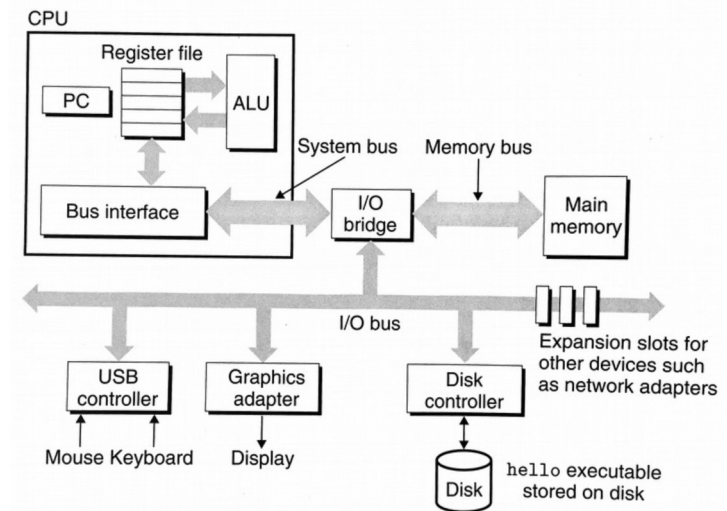 CPU
Register file
PC
ALU
System bus
Memory bus
Bus interface
I/O
bridge
Main
memory
I/O bus
Expansion slots for
other devices such
as network adapters
USB
controller
Graphics
adapter
Disk
controller
Mouse Keyboard
Display
Disk
hello executable
stored on disk